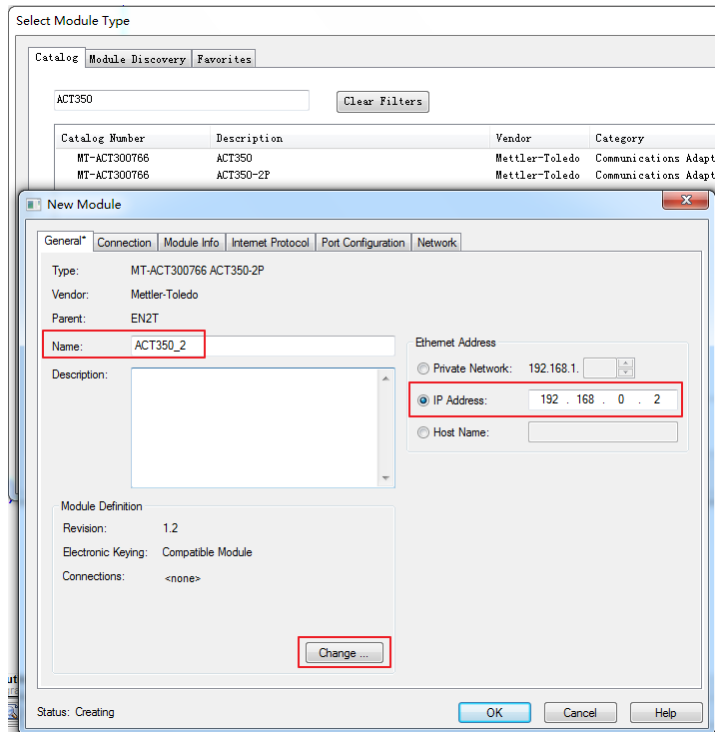 Select Module Type
Catalog Module Discovery Favorites
ACT350 Clear Filters
Catalog Number Description Vendor Category
MT-ACT300766 ACT350 Mettler-Toledo Communications Adapt
MT-ACT300766 ACT350-2P Mettler-Toledo Communications Adapt
New Module
General* Connection Module Info Internet Protocol Port Configuration Network
Type: MT-ACT300766 ACT350-2P
Vendor: Mettler-Toledo
Parent: EN2T
Name: ACT350_2
Description:
Ethernet Address
Private Network: 192.168.1.
IP Address: 192 . 168 . 0 . 2
Host Name:
Module Definition
Revision: 1.2
Electronic Keying: Compatible Module
Connections: <none>
Change ...
Status: Creating OK Cancel Help